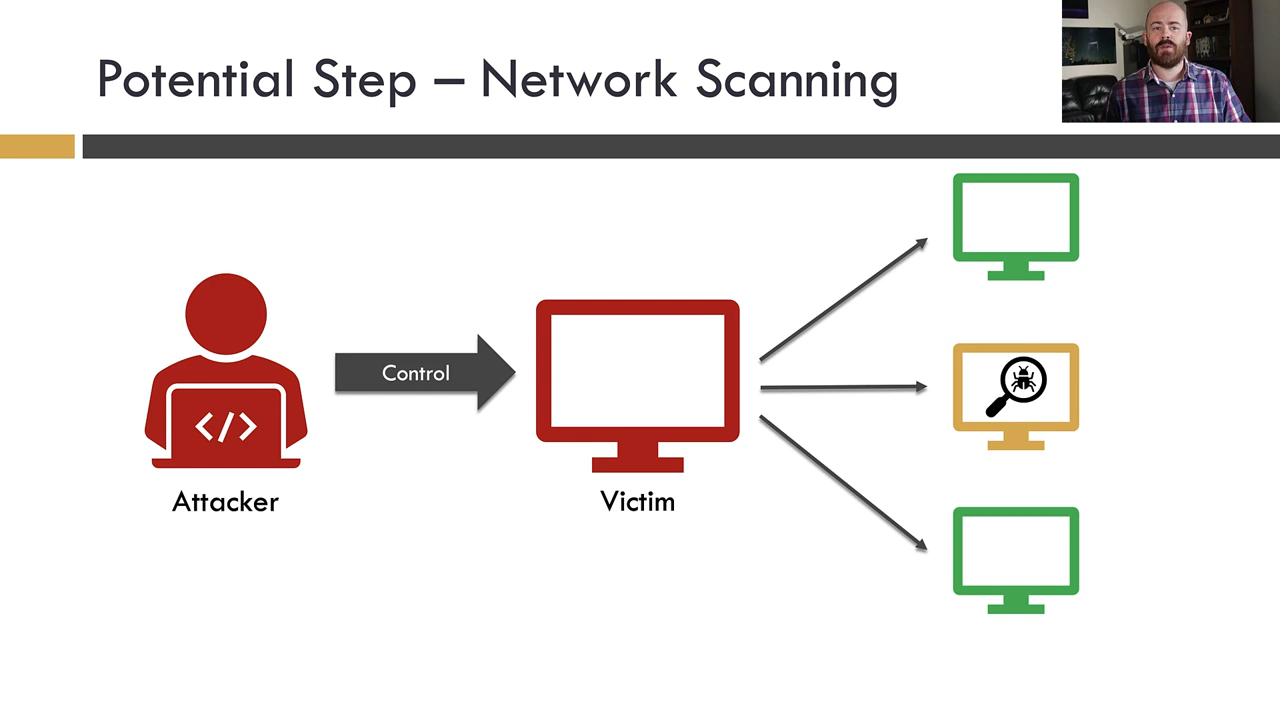 Potential Step – Network Scanning
Control
</>
Attacker
Victim